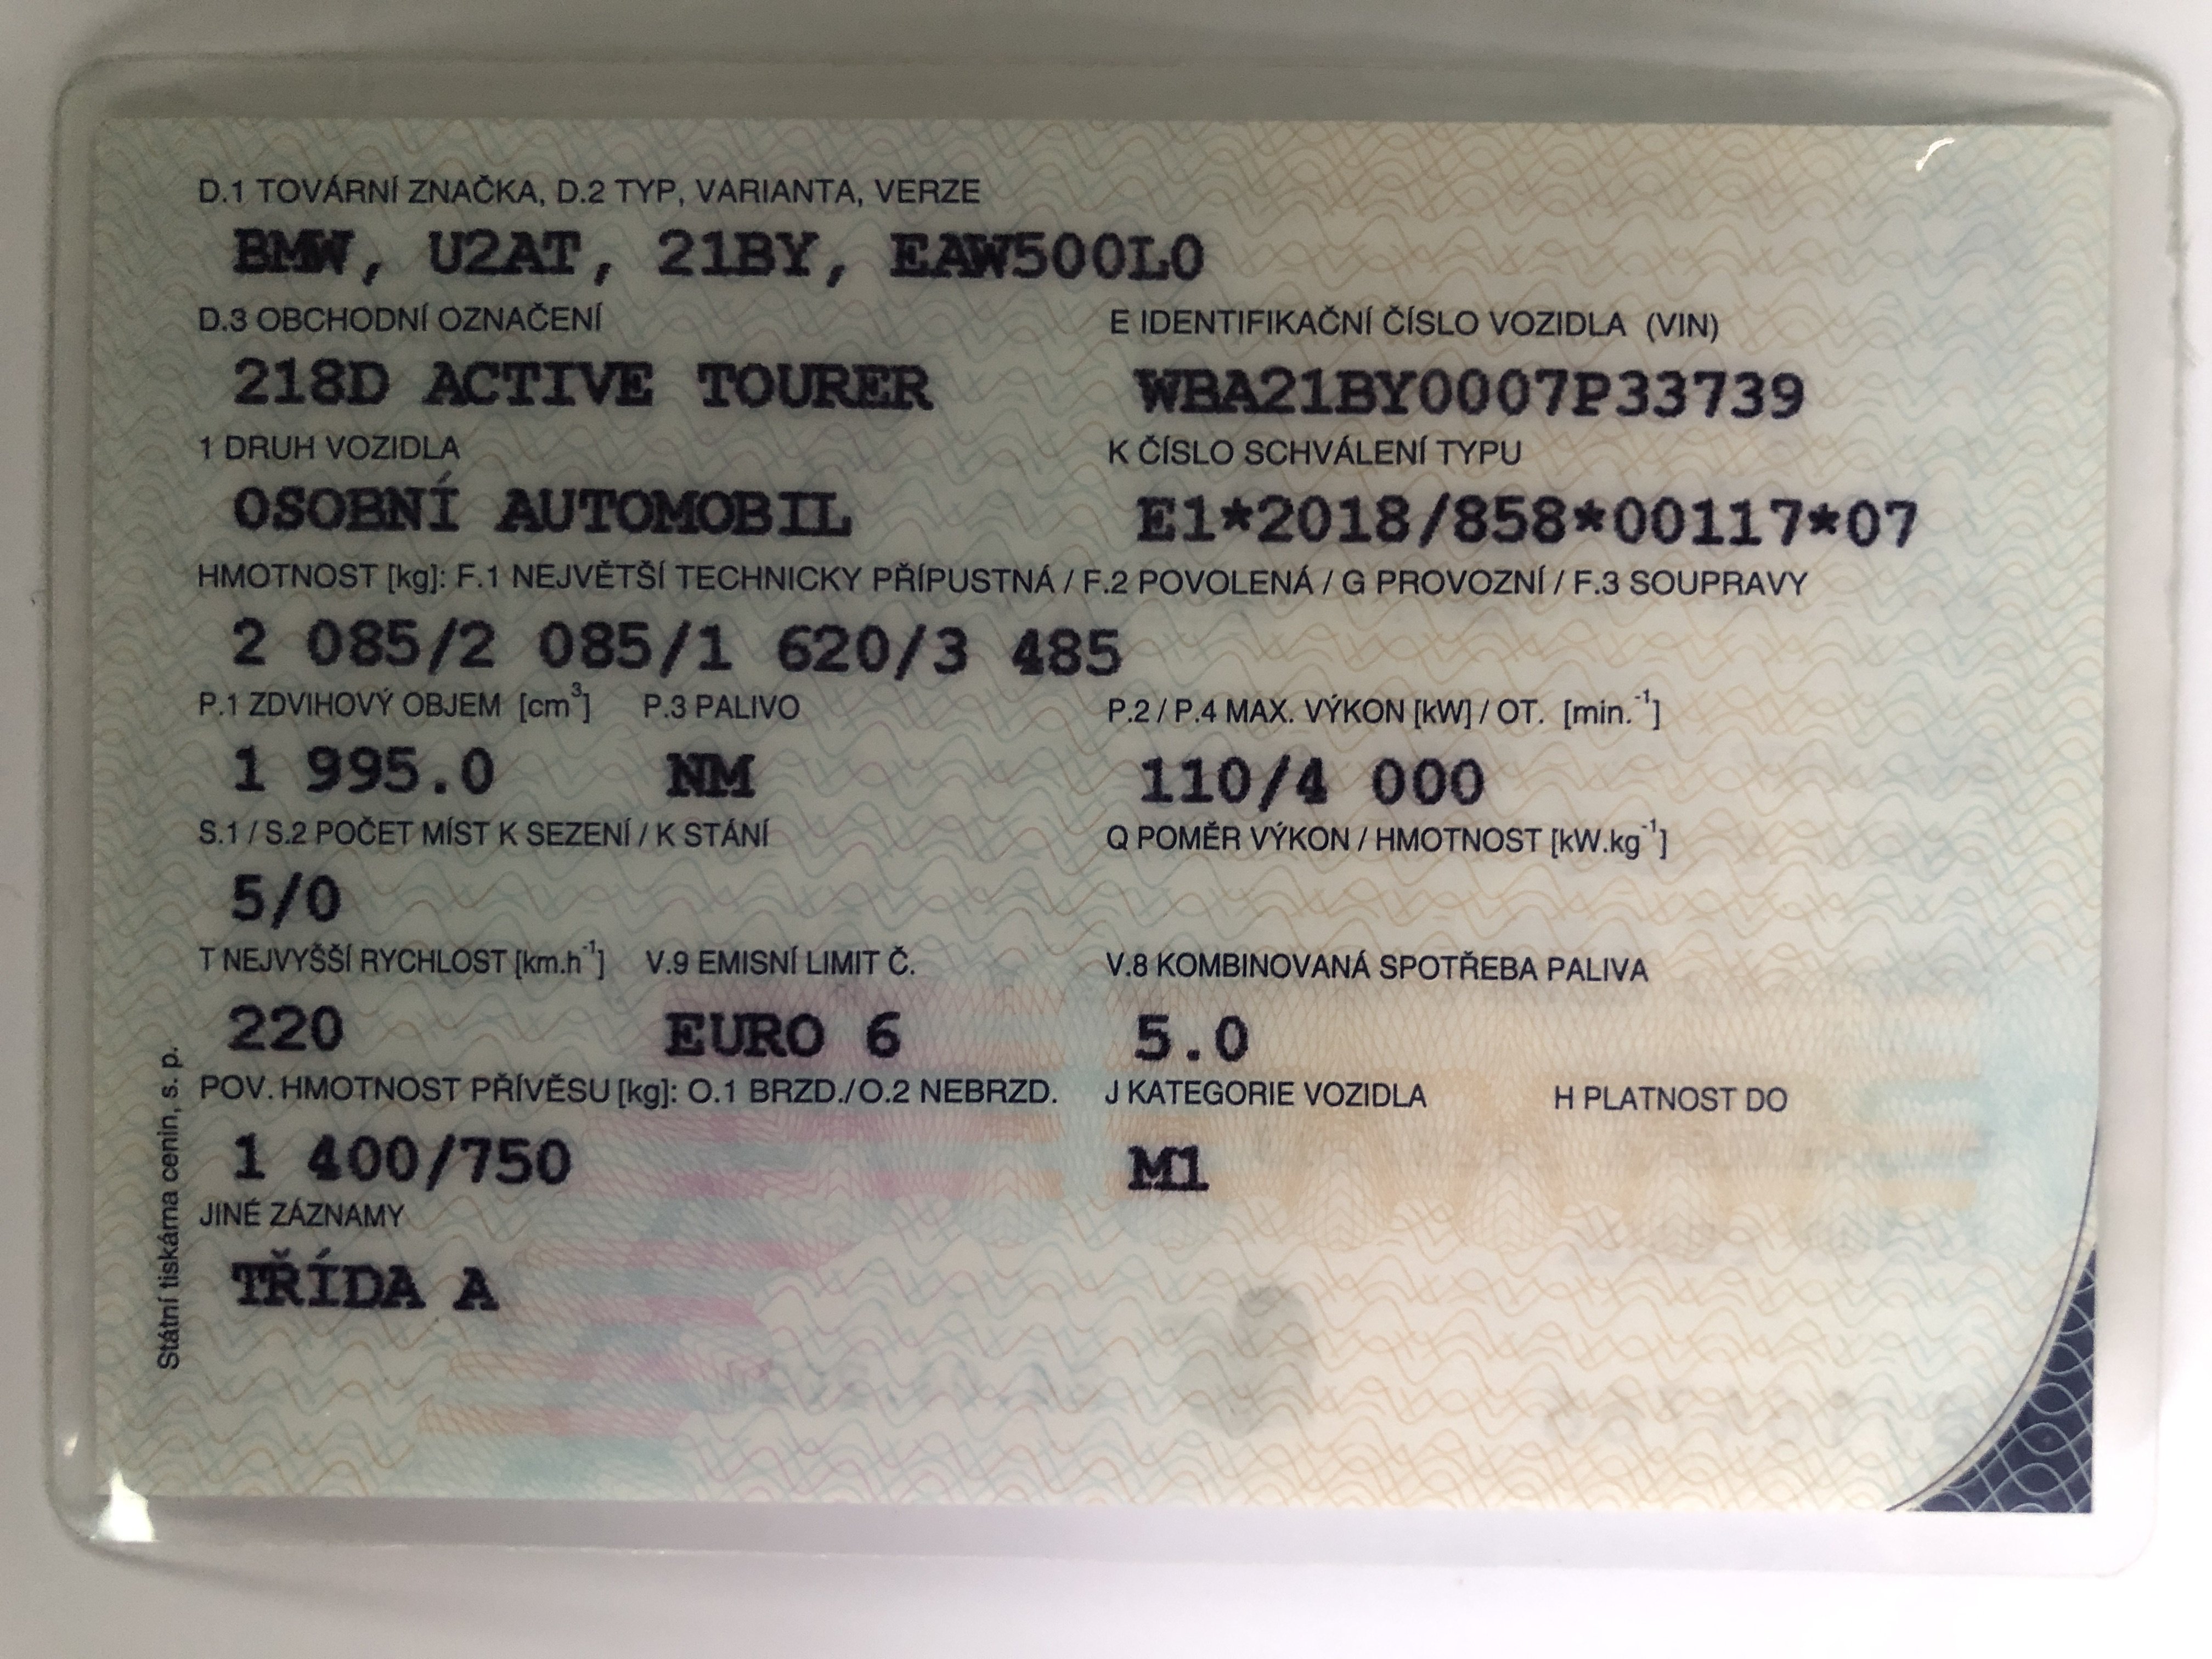 D.1 TOVÁRNÍ ZNAČKA, D.2 TYP, VARIANTA, VERZE
BMW, U2AT, 21BY, EAW500L0
D.3 OBCHODNÍ OZNAČENÍ E IDENTIFIKAČNÍ ČÍSLO VOZIDLA (VIN)
218D ACTIVE TOURER WBA21BY0007P33739
1 DRUH VOZIDLA K ČÍSLO SCHVÁLENÍ TYPU
OSOBNÍ AUTOMOBIL E1*2018/858*00117*07
HMOTNOST [kg]: F.1 NEJVĚTŠÍ TECHNICKY PŘÍPUSTNÁ / F.2 POVOLENÁ / G PROVOZNÍ / F.3 SOUPRAVY
2 085/2 085/1 620/3 485
P.1 ZDVIHOVÝ OBJEM [cm³] P.3 PALIVO P.2 / P.4 MAX. VÝKON [kW] / OT. [min.⁻¹]
1 995.0 NM 110/4 000
S.1 / S.2 POČET MÍST K SEZENÍ / K STÁNÍ Q POMĚR VÝKON / HMOTNOST [kW.kg⁻¹]
5/0
T NEJVYŠŠÍ RYCHLOST [km.h⁻¹] V.9 EMISNÍ LIMIT Č. V.8 KOMBINOVANÁ SPOTŘEBA PALIVA
220 EURO 6 5.0
POV. HMOTNOST PŘÍVĚSU [kg]: O.1 BRZD./O.2 NEBRZD. J KATEGORIE VOZIDLA H PLATNOST DO
1 400/750 M1
JINÉ ZÁZNAMY
TŘÍDA A
Státní tiskárna cenin, s. p.